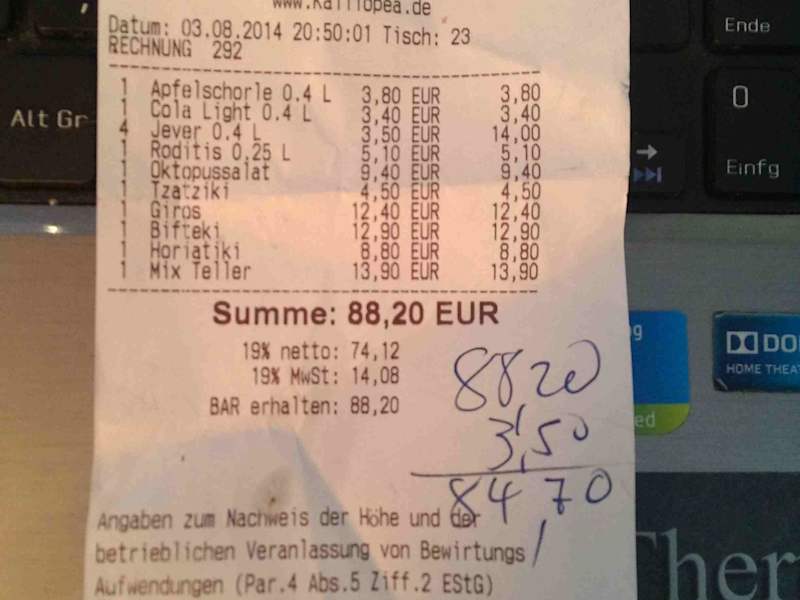 www.Kalliopea.de
Datum: 03.08.2014 20:50:01 Tisch: 23
RECHNUNG 292
1 Apfelschorle 0.4 L 3,80 EUR 3,80
1 Cola Light 0.4 L 3,40 EUR 3,40
4 Jever 0.4 L 3,50 EUR 14,00
1 Roditis 0,25 L 5,10 EUR 5,10
1 Oktopussalat 9,40 EUR 9,40
1 Tzatziki 4,50 EUR 4,50
1 Giros 12,40 EUR 12,40
1 Bifteki 12,90 EUR 12,90
1 Horiatiki 8,80 EUR 8,80
1 Mix Teller 13,90 EUR 13,90
Summe: 88,20 EUR
19% netto: 74,12
19% MwSt: 14,08
BAR erhalten: 88,20
8820
3,50
84,70
Angaben zum Nachweis der Höhe und der
betrieblichen Veranlassung von Bewirtungs
Aufwendungen (Par.4 Abs.5 Ziff.2 EStG)
Alt Gr
Ende
0
Einfg
DO
HOME THEA
ed
Ther